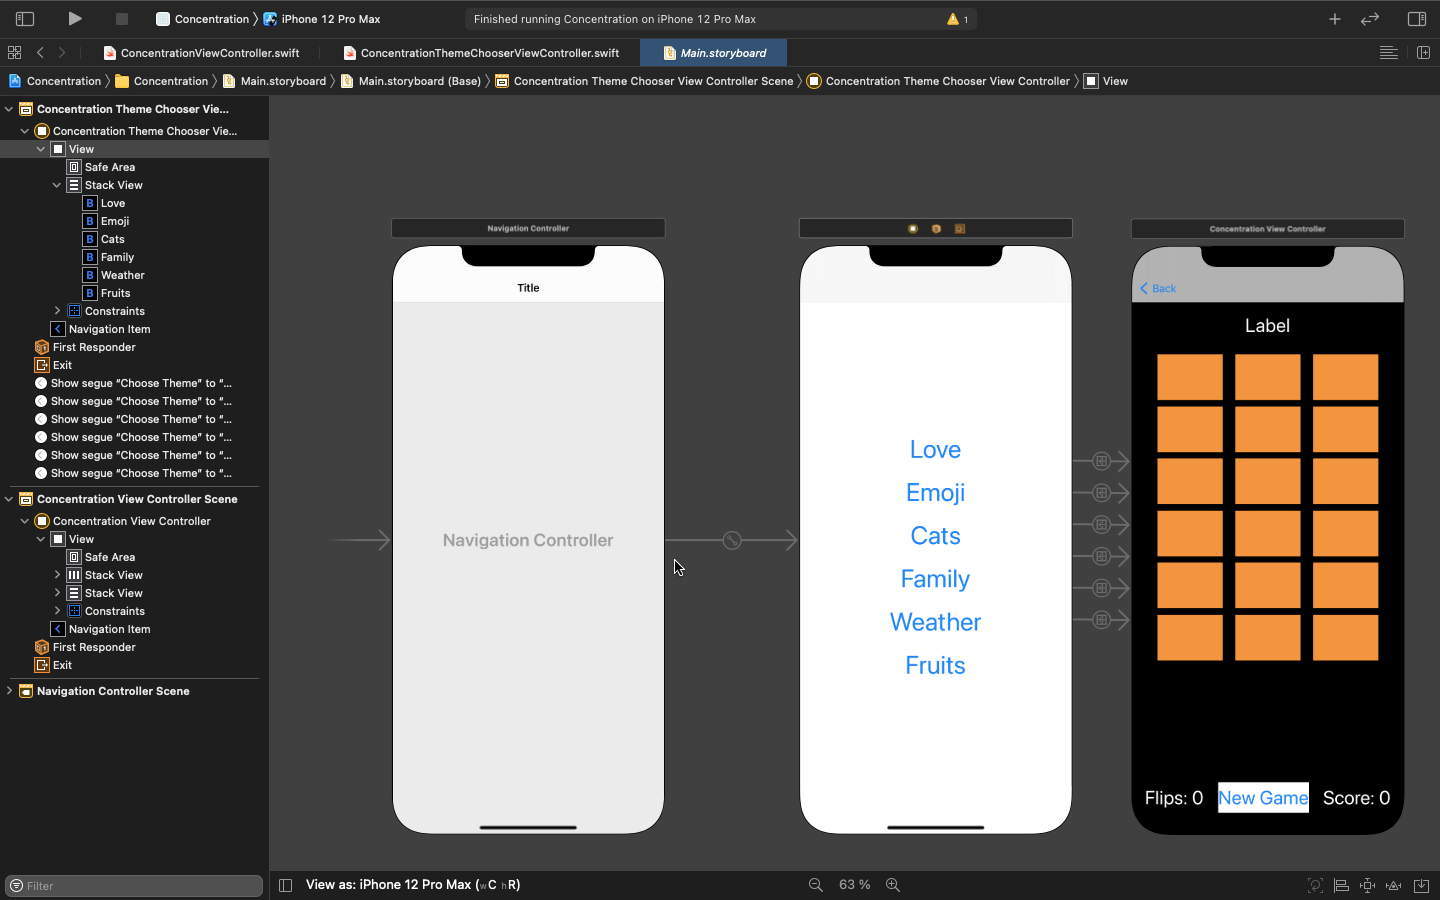 Concentration
iPhone 12 Pro Max
Finished running Concentration on iPhone 12 Pro Max
1
ConcentrationViewController.swift
ConcentrationThemeChooserViewController.swift
Main.storyboard
Concentration
Concentration
Main.storyboard
Main.storyboard (Base)
Concentration Theme Chooser View Controller Scene
Concentration Theme Chooser View Controller
View
Concentration Theme Chooser Vie...
Concentration Theme Chooser Vie...
View
Safe Area
Stack View
B Love
B Emoji
B Cats
B Family
B Weather
B Fruits
Constraints
Navigation Item
First Responder
Exit
Show segue “Choose Theme” to “...
Show segue “Choose Theme” to “...
Show segue “Choose Theme” to “...
Show segue “Choose Theme” to “...
Show segue “Choose Theme” to “...
Show segue “Choose Theme” to “...
Concentration View Controller Scene
Concentration View Controller
View
Safe Area
Stack View
Stack View
Constraints
Navigation Item
First Responder
Exit
Navigation Controller Scene
Filter
Navigation Controller
Title
Navigation Controller
Love
Emoji
Cats
Family
Weather
Fruits
Concentration View Controller
Back
Label
Flips: 0
New Game
Score: 0
View as: iPhone 12 Pro Max (wC hR)
63 %